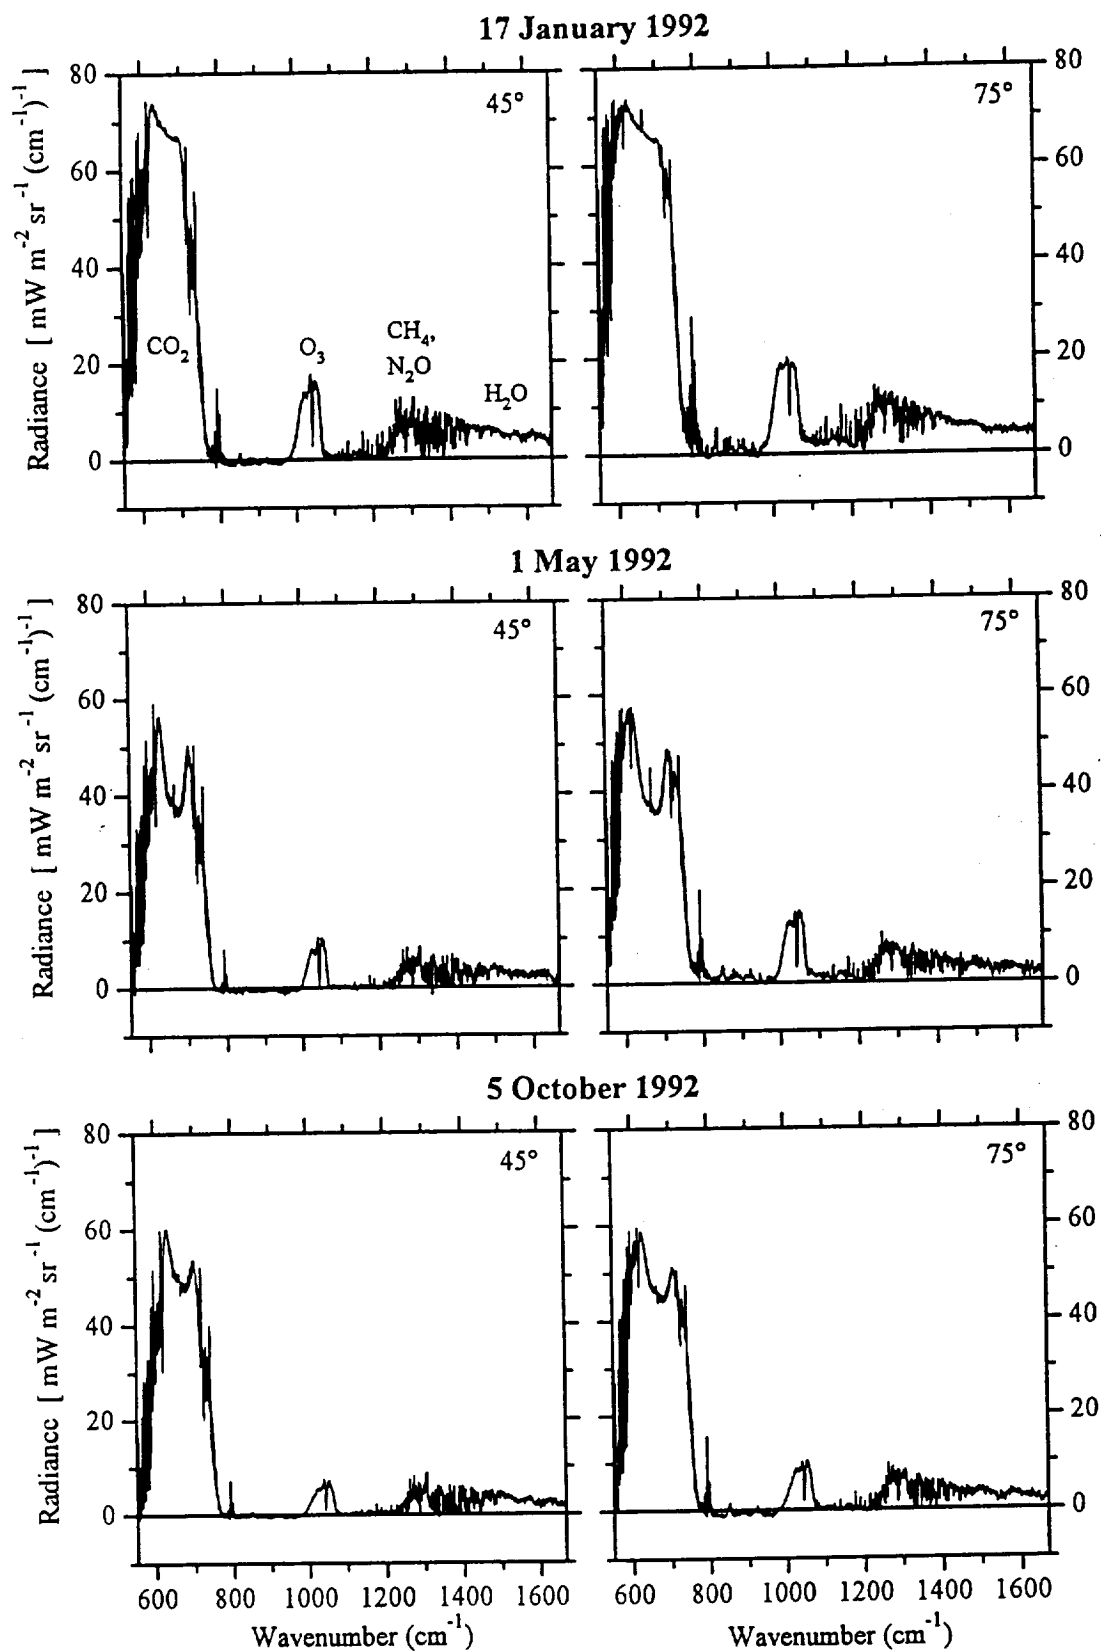 17 January 1992
Radiance [ mW m⁻² sr⁻¹ (cm⁻¹)⁻¹ ]
80
60
40
20
0
45°
CO₂
O₃
CH₄,
N₂O
H₂O
75°
80
60
40
20
0
1 May 1992
Radiance [ mW m⁻² sr⁻¹ (cm⁻¹)⁻¹ ]
80
60
40
20
0
45°
75°
80
60
40
20
0
5 October 1992
Radiance [ mW m⁻² sr⁻¹ (cm⁻¹)⁻¹ ]
80
60
40
20
0
45°
75°
80
60
40
20
0
600 800 1000 1200 1400 1600
Wavenumber (cm⁻¹)
600 800 1000 1200 1400 1600
Wavenumber (cm⁻¹)